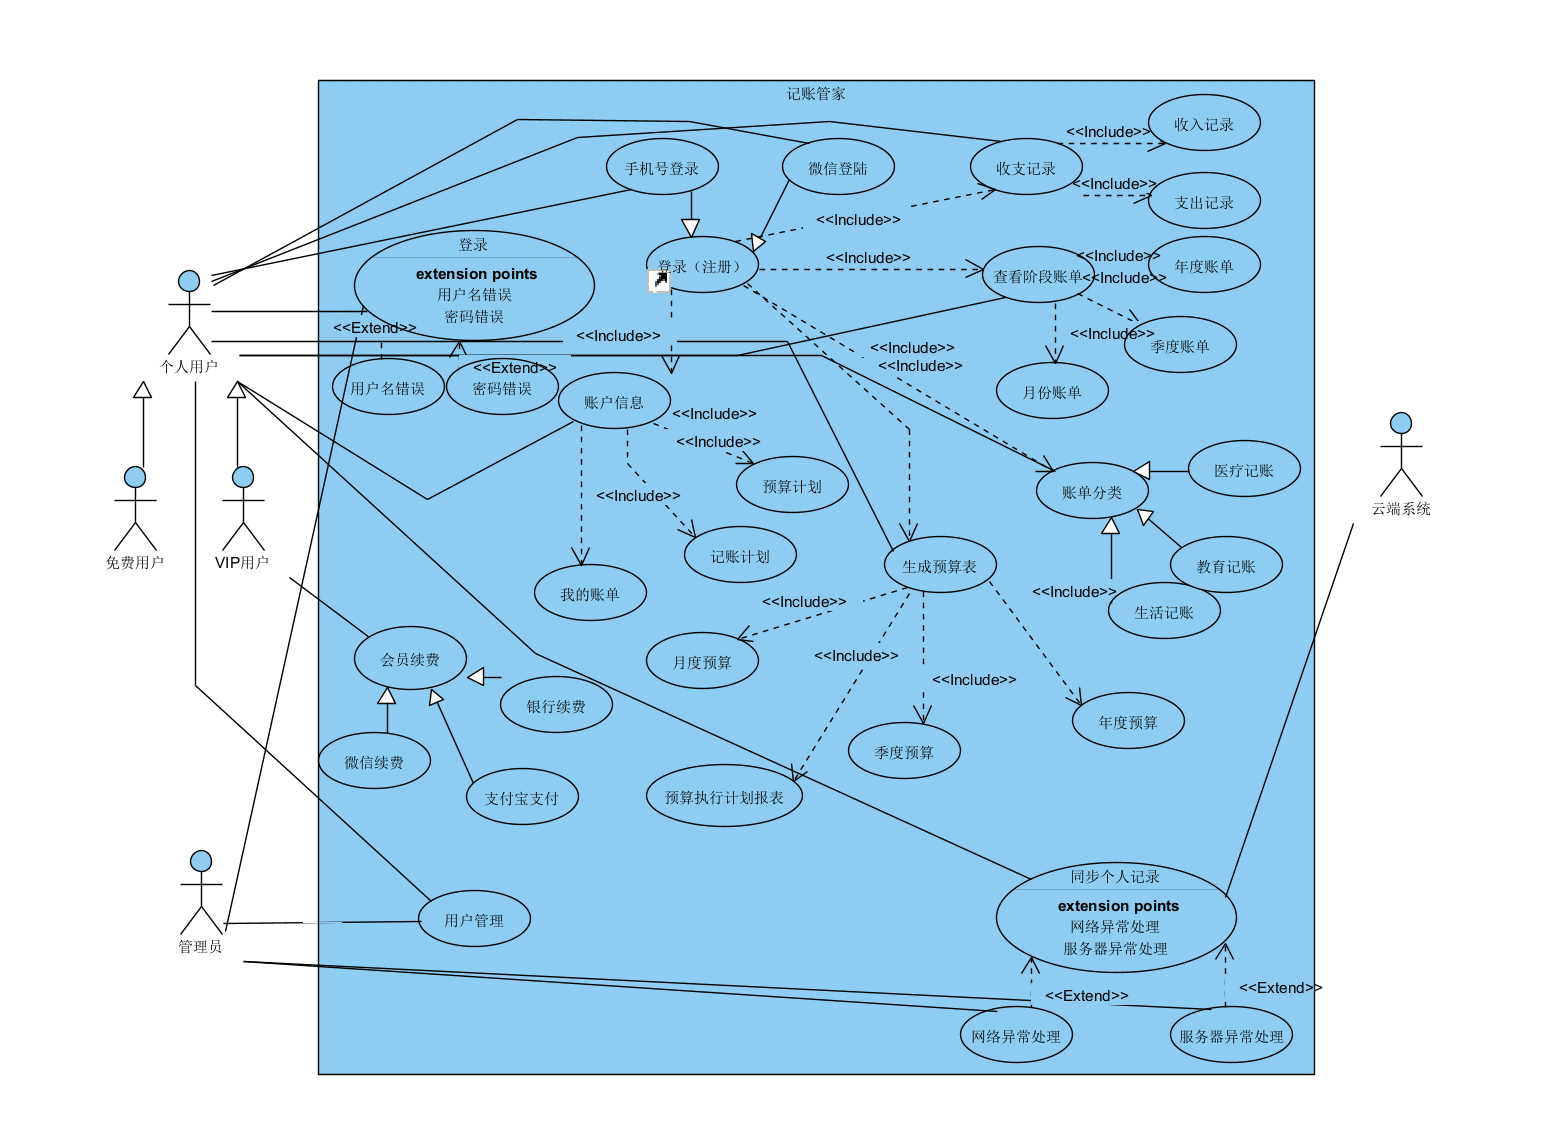 记账管家
收入记录
<<Include>>
手机号登录
微信登陆
收支记录
<<Include>>
支出记录
<<Include>>
登录
extension points
用户名错误
密码错误
登录（注册）
<<Include>>
查看阶段账单
<<Include>>
<<Include>>
年度账单
<<Extend>>
<<Include>>
<<Include>>
季度账单
个人用户
<<Extend>>
<<Include>>
<<Include>>
用户名错误
密码错误
账户信息
月份账单
<<Include>>
<<Include>>
医疗记账
预算计划
账单分类
<<Include>>
云端系统
免费用户
VIP用户
记账计划
生成预算表
教育记账
我的账单
<<Include>>
<<Include>>
生活记账
会员续费
月度预算
<<Include>>
<<Include>>
银行续费
年度预算
微信续费
季度预算
支付宝支付
预算执行计划报表
同步个人记录
extension points
网络异常处理
服务器异常处理
用户管理
管理员
<<Extend>>
<<Extend>>
网络异常处理
服务器异常处理